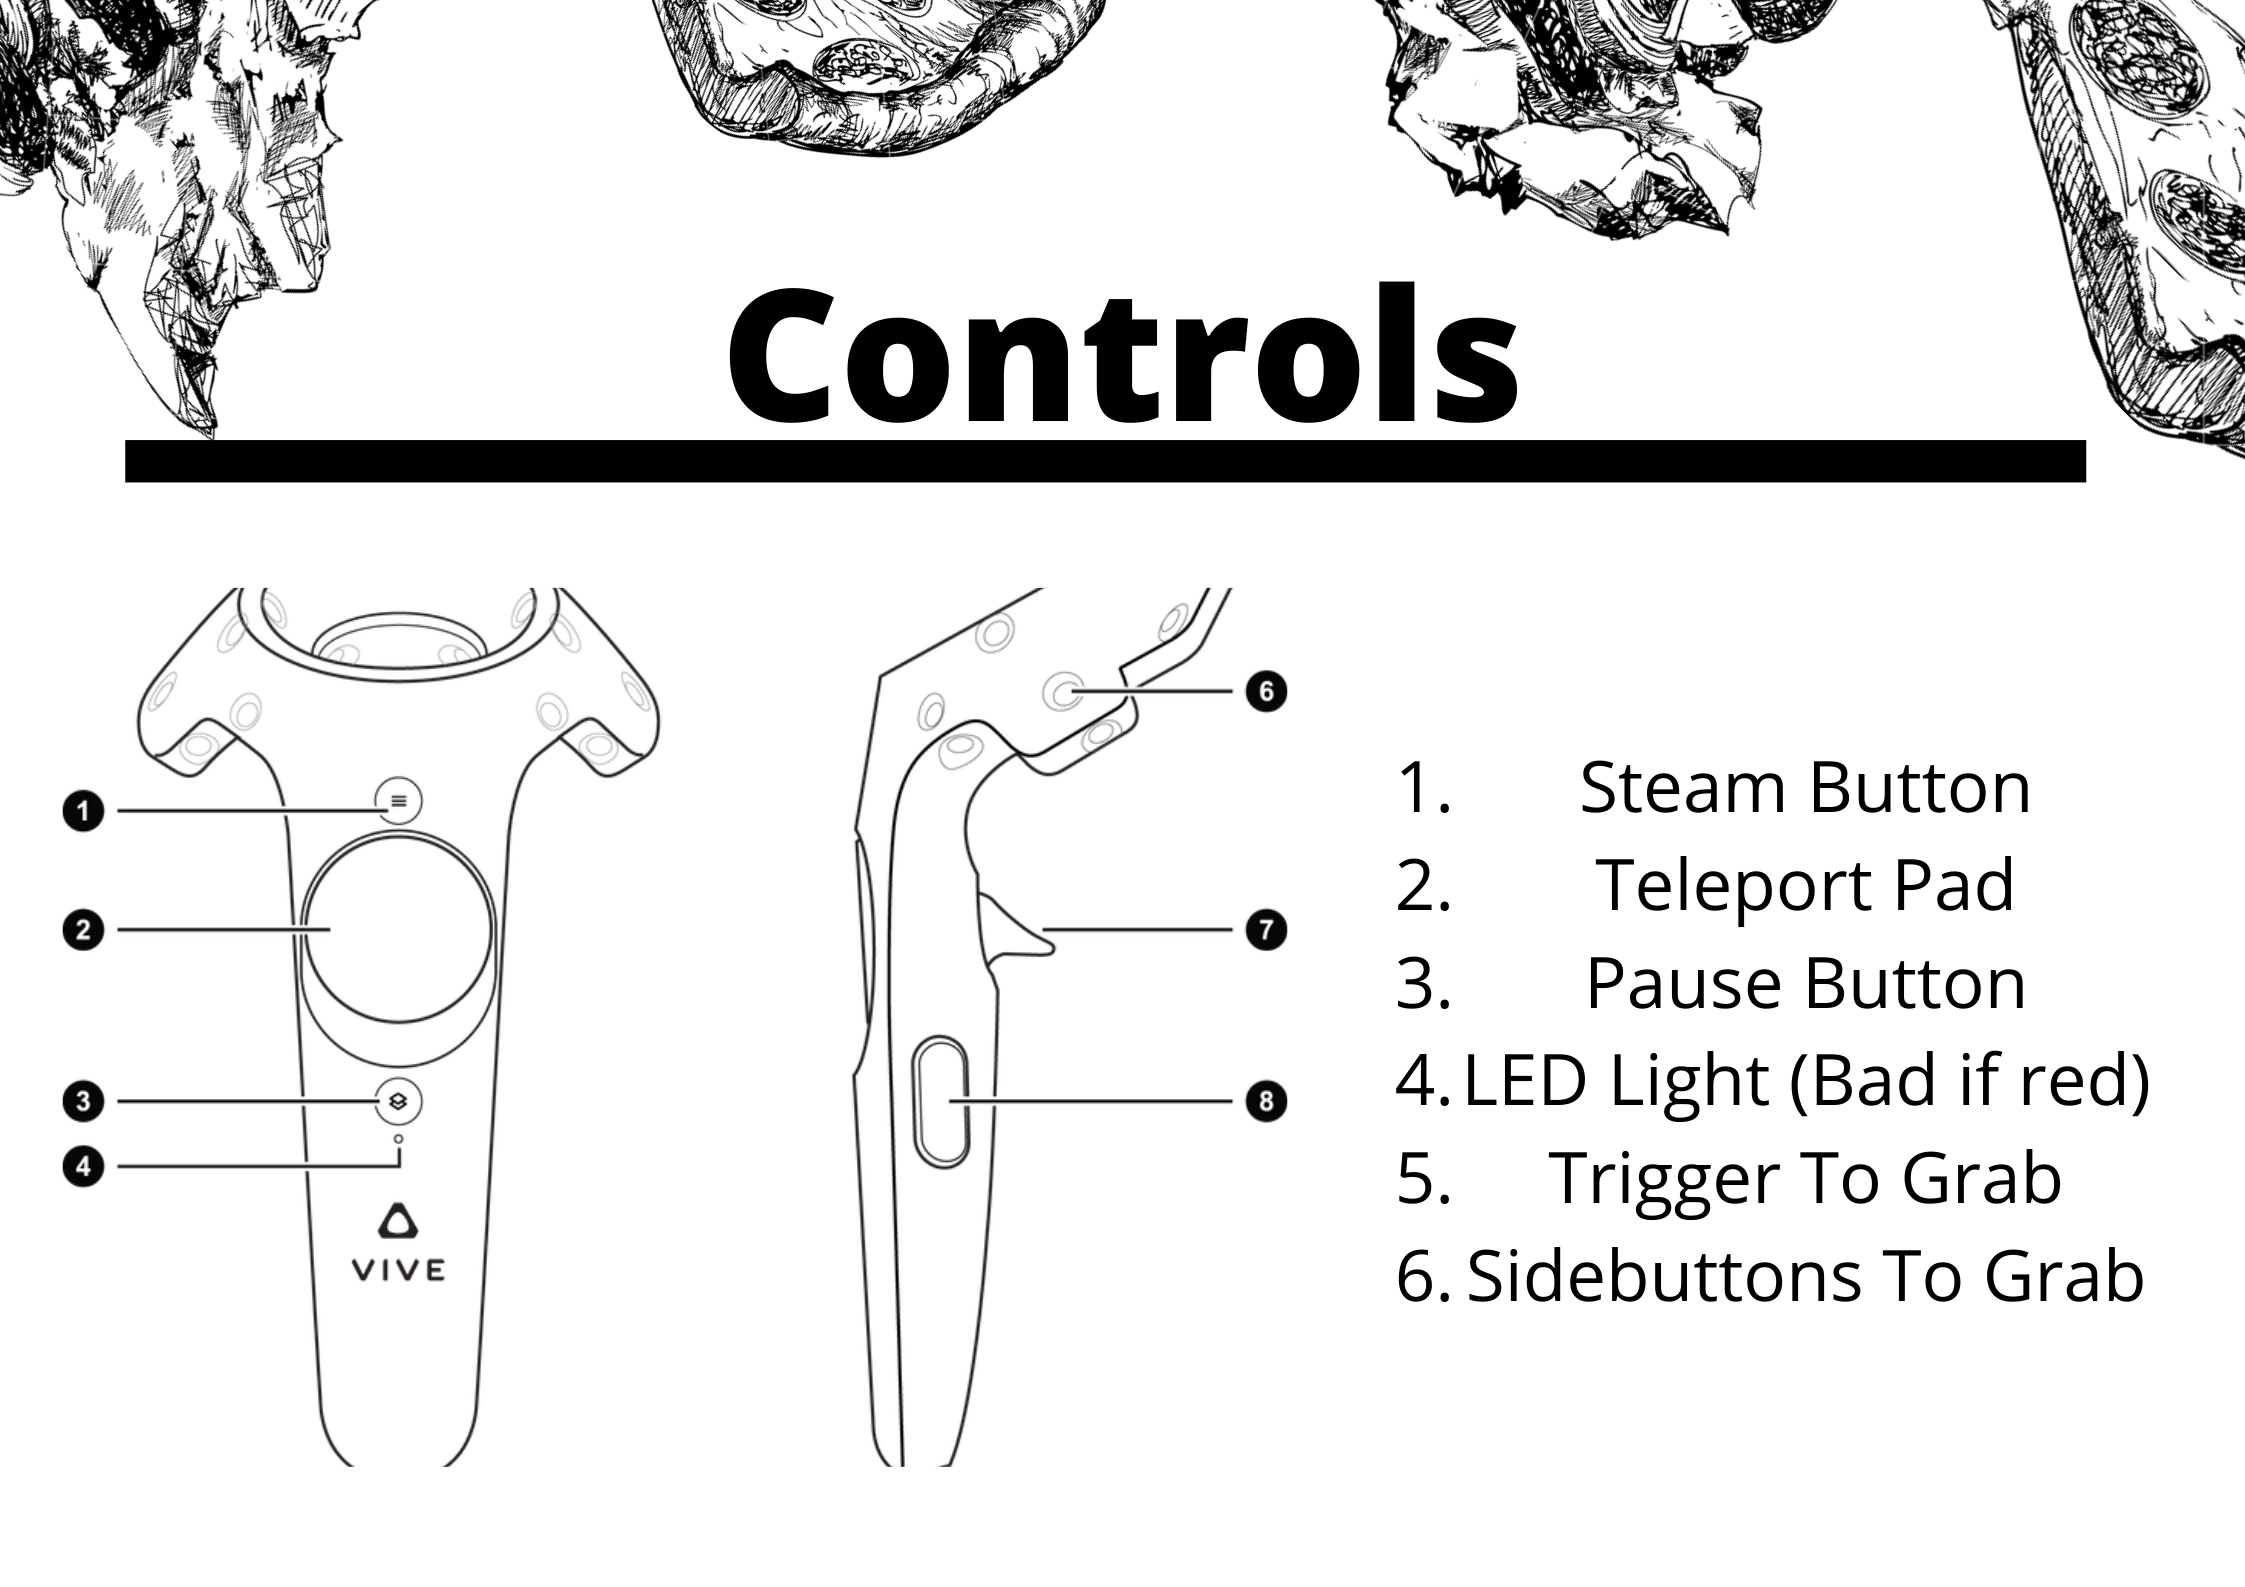 Controls
1
2
3
4
VIVE
6
7
8
1. Steam Button
2. Teleport Pad
3. Pause Button
4. LED Light (Bad if red)
5. Trigger To Grab
6. Sidebuttons To Grab